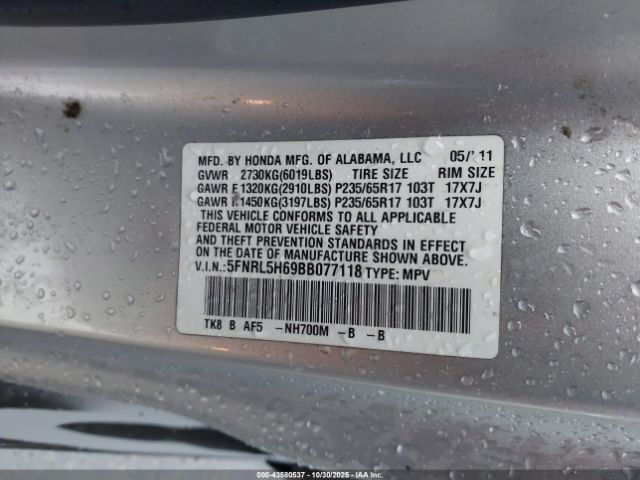 MFD. BY HONDA MFG. OF ALABAMA, LLC 05/'11
GVWR 2730KG(6019LBS) TIRE SIZE RIM SIZE
GAWR F 1320KG(2910LBS) P235/65R17 103T 17X7J
GAWR R 1450KG(3197LBS) P235/65R17 103T 17X7J
THIS VEHICLE CONFORMS TO ALL APPLICABLE
FEDERAL MOTOR VEHICLE SAFETY
AND THEFT PREVENTION STANDARDS IN EFFECT
ON THE DATE OF MANUFACTURE SHOWN ABOVE.
V.I.N.: 5FNRL5H69BB077118 TYPE: MPV
TK8 B AF5 -NH700M -B -B
00-43580537 - 10/30/2025 - IAAI.COM